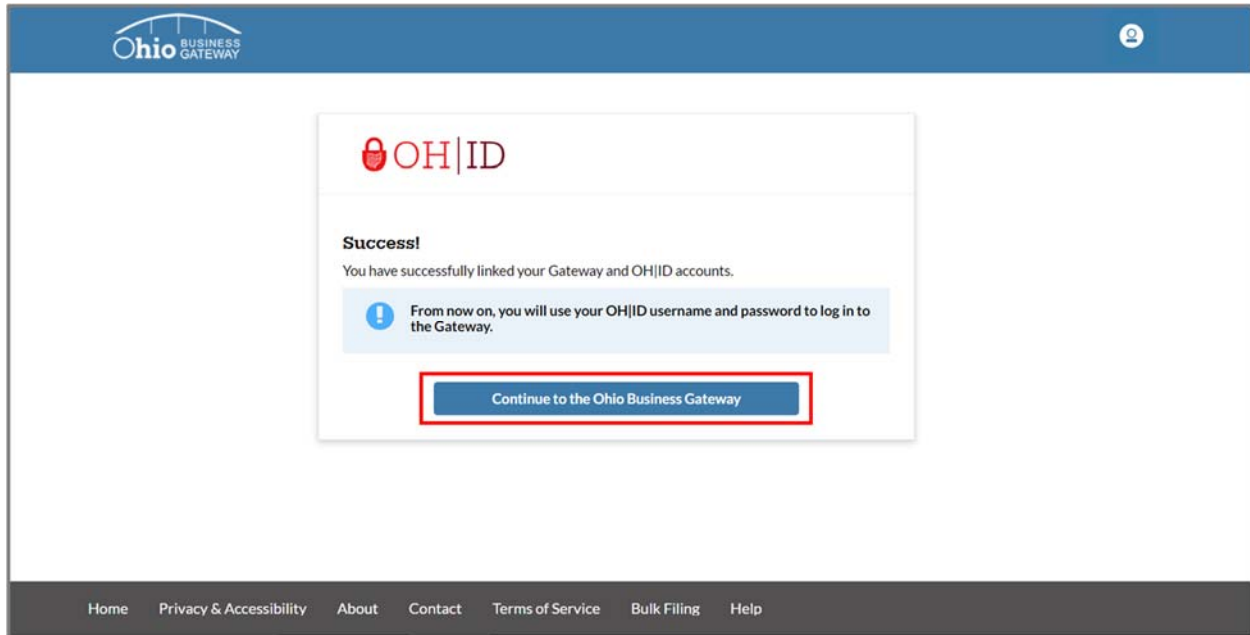 Ohio BUSINESS GATEWAY
OH|ID
Success!
You have successfully linked your Gateway and OH|ID accounts.
From now on, you will use your OH|ID username and password to log in to
the Gateway.
Continue to the Ohio Business Gateway
Home Privacy & Accessibility About Contact Terms of Service Bulk Filing Help